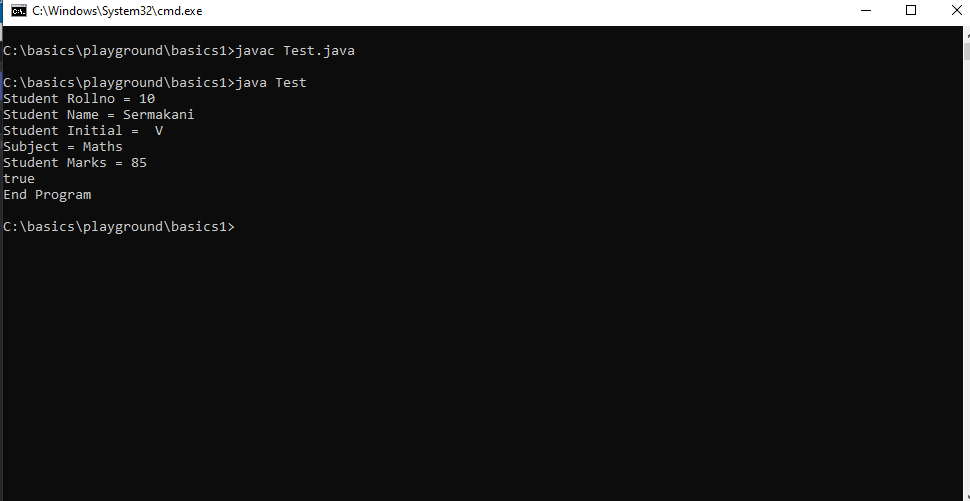 C:\Windows\System32\cmd.exe
C:\basics\playground\basics1>javac Test.java
C:\basics\playground\basics1>java Test
Student Rollno = 10
Student Name = Sermakani
Student Initial =  V
Subject = Maths
Student Marks = 85
true
End Program
C:\basics\playground\basics1>